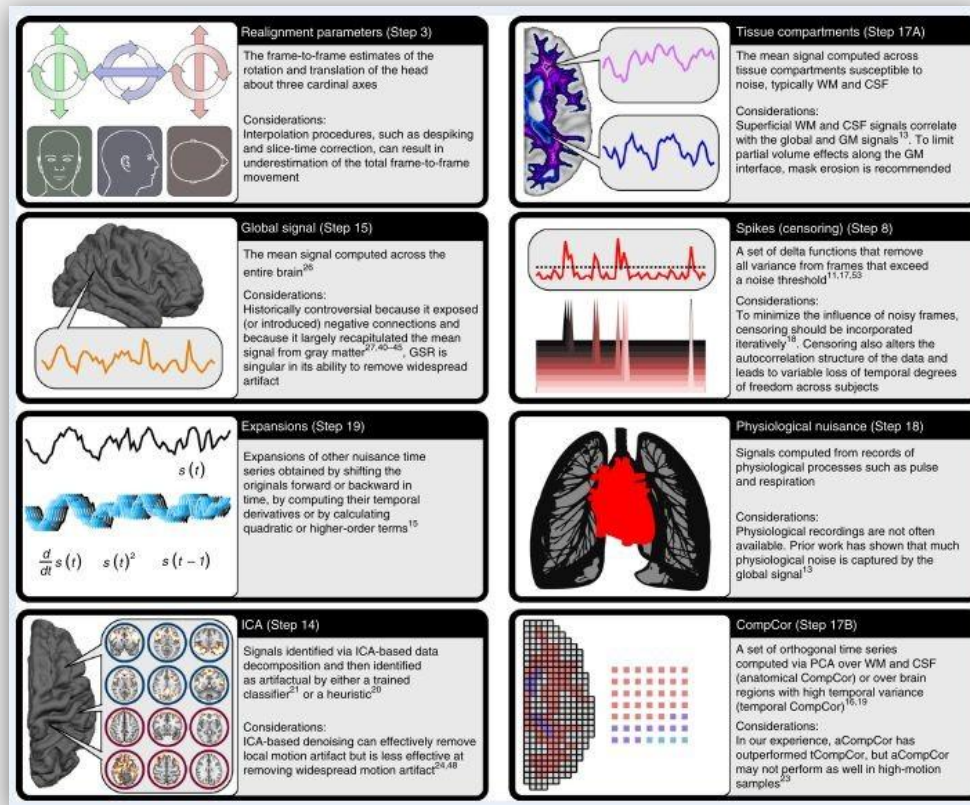 Realignment parameters (Step 3)
The frame-to-frame estimates of the
rotation and translation of the head
about three cardinal axes
Considerations:
Interpolation procedures, such as despiking
and slice-time correction, can result in
underestimation of the total frame-to-frame
movement
Tissue compartments (Step 17A)
The mean signal computed across
tissue compartments susceptible to
noise, typically WM and CSF
Considerations:
Superficial WM and CSF signals correlate
with the global and GM signals13. To limit
partial volume effects along the GM
interface, mask erosion is recommended
Global signal (Step 15)
The mean signal computed across the
entire brain26
Considerations:
Historically controversial because it exposed
(or introduced) negative connections and
because it largely recapitulated the mean
signal from gray matter27,40–45, GSR is
singular in its ability to remove widespread
artifact
Spikes (censoring) (Step 8)
A set of delta functions that remove
all variance from frames that exceed
a noise threshold11,17,53
Considerations:
To minimize the influence of noisy frames,
censoring should be incorporated
iteratively18. Censoring also alters the
autocorrelation structure of the data and
leads to variable loss of temporal degrees
of freedom across subjects
Expansions (Step 19)
s(t)
d/dt s(t) s(t)² s(t − 1)
Expansions of other nuisance time
series obtained by shifting the
originals forward or backward in
time, by computing their temporal
derivatives or by calculating
quadratic or higher-order terms15
Physiological nuisance (Step 18)
Signals computed from records of
physiological processes such as pulse
and respiration
Considerations:
Physiological recordings are not often
available. Prior work has shown that much
physiological noise is captured by the
global signal13
ICA (Step 14)
Signals identified via ICA-based data
decomposition and then identified
as artifactual by either a trained
classifier21 or a heuristic20
Considerations:
ICA-based denoising can effectively remove
local motion artifact but is less effective at
removing widespread motion artifact24,48
CompCor (Step 17B)
A set of orthogonal time series
computed via PCA over WM and CSF
(anatomical CompCor) or over brain
regions with high temporal variance
(temporal CompCor)16,19
Considerations:
In our experience, aCompCor has
outperformed tCompCor, but aCompCor
may not perform as well in high-motion
samples23